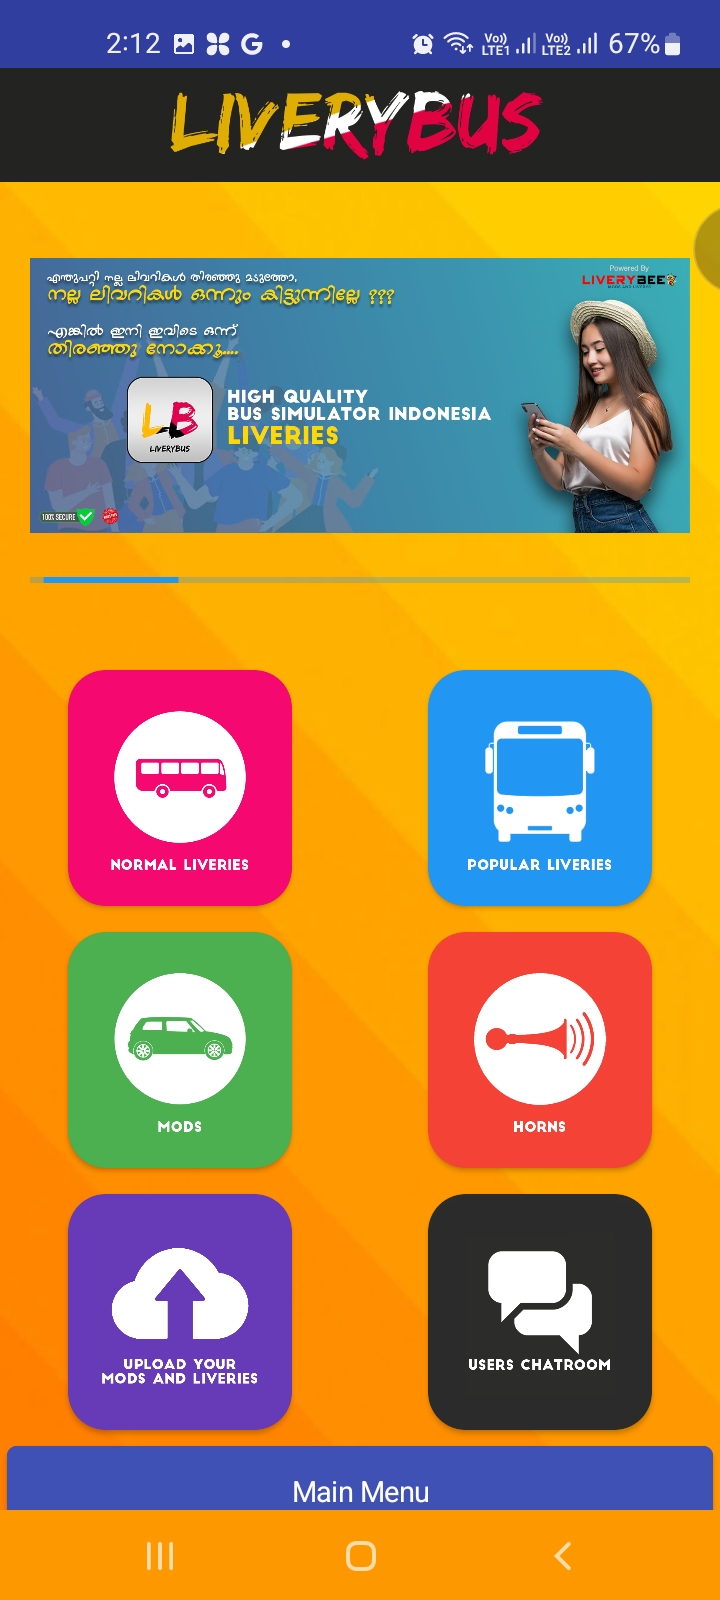 2:12
Vo)) LTE1
Vo)) LTE2
67%
LIVERYBUS
Powered By
LIVERYBEE
എന്തുപറ്റി നല്ല ലിവറികൾ തിരഞ്ഞു മടുത്തോ,
നല്ല ലിവറികൾ ഒന്നും കിട്ടുന്നില്ലേ ???
എങ്കിൽ ഇനി ഇവിടെ ഒന്ന്
തിരഞ്ഞു നോക്കൂ....
LB
LIVERYBUS
HIGH QUALITY
BUS SIMULATOR INDONESIA
LIVERIES
100% SECURE
NORMAL LIVERIES
POPULAR LIVERIES
MODS
HORNS
UPLOAD YOUR
MODS AND LIVERIES
USERS CHATROOM
Main Menu